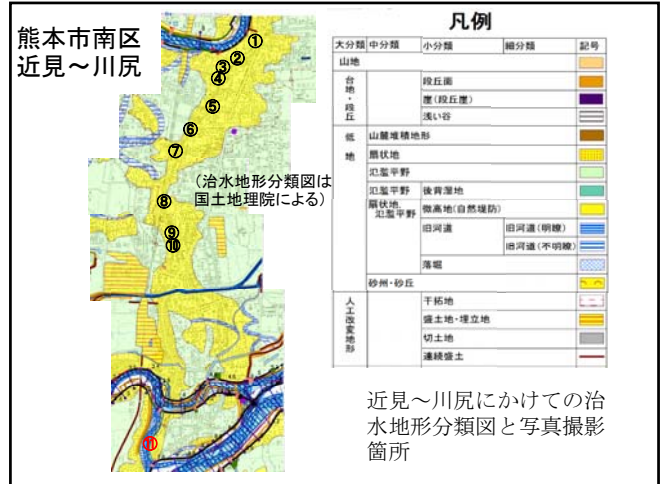 熊本市南区
近見～川尻
①
②
③
④
⑤
⑥
⑦
(治水地形分類図は
国土地理院による)
⑧
⑨
⑩
⑪
凡例
大分類 中分類 小分類 細分類 記号
山地
台地・段丘
段丘面
崖(段丘崖)
浅い谷
低地
山麓堆積地形
扇状地
氾濫平野
氾濫平野 後背湿地
扇状地、
氾濫平野 微高地(自然堤防)
旧河道 旧河道(明瞭)
旧河道(不明瞭)
落堀
砂州・砂丘
人工改変地形
干拓地
盛土地・埋立地
切土地
連続盛土
近見～川尻にかけての治
水地形分類図と写真撮影
箇所